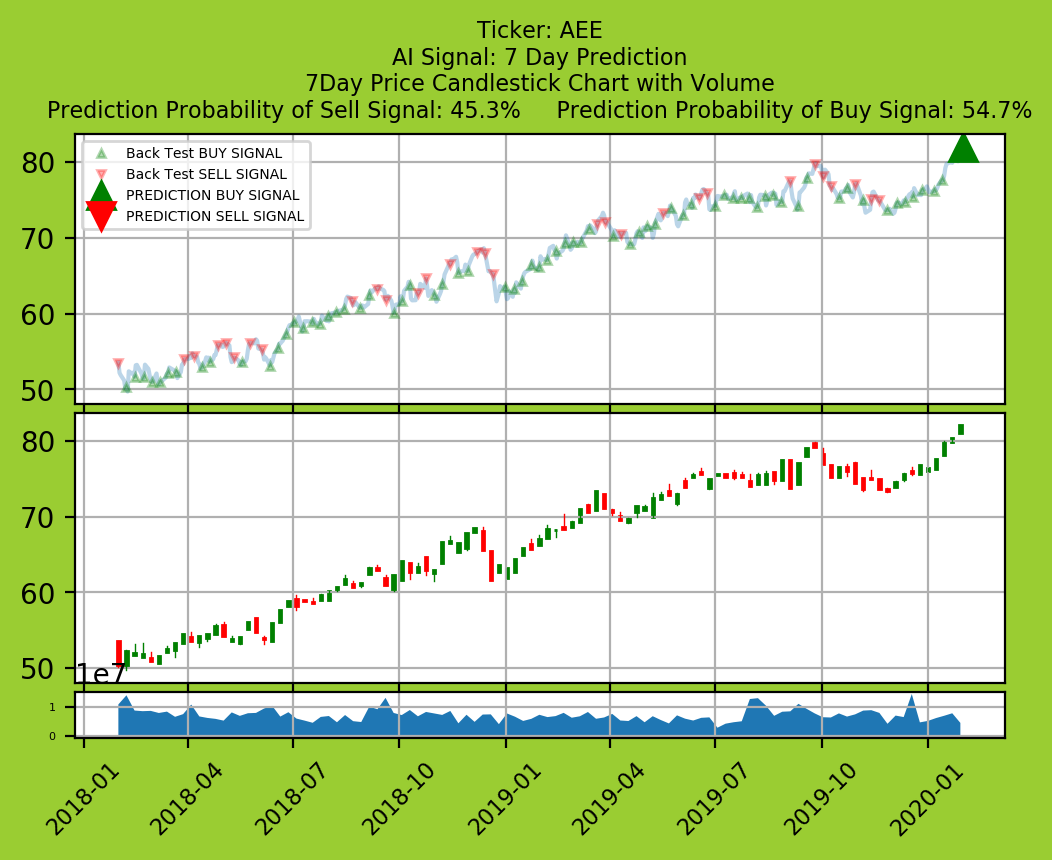 Ticker: AEE
AI Signal: 7 Day Prediction
7Day Price Candlestick Chart with Volume
Prediction Probability of Sell Signal: 45.3%     Prediction Probability of Buy Signal: 54.7%
Back Test BUY SIGNAL
Back Test SELL SIGNAL
PREDICTION BUY SIGNAL
PREDICTION SELL SIGNAL
80
70
60
50
80
70
60
50
1e7
1
0
2018-01 2018-04 2018-07 2018-10 2019-01 2019-04 2019-07 2019-10 2020-01